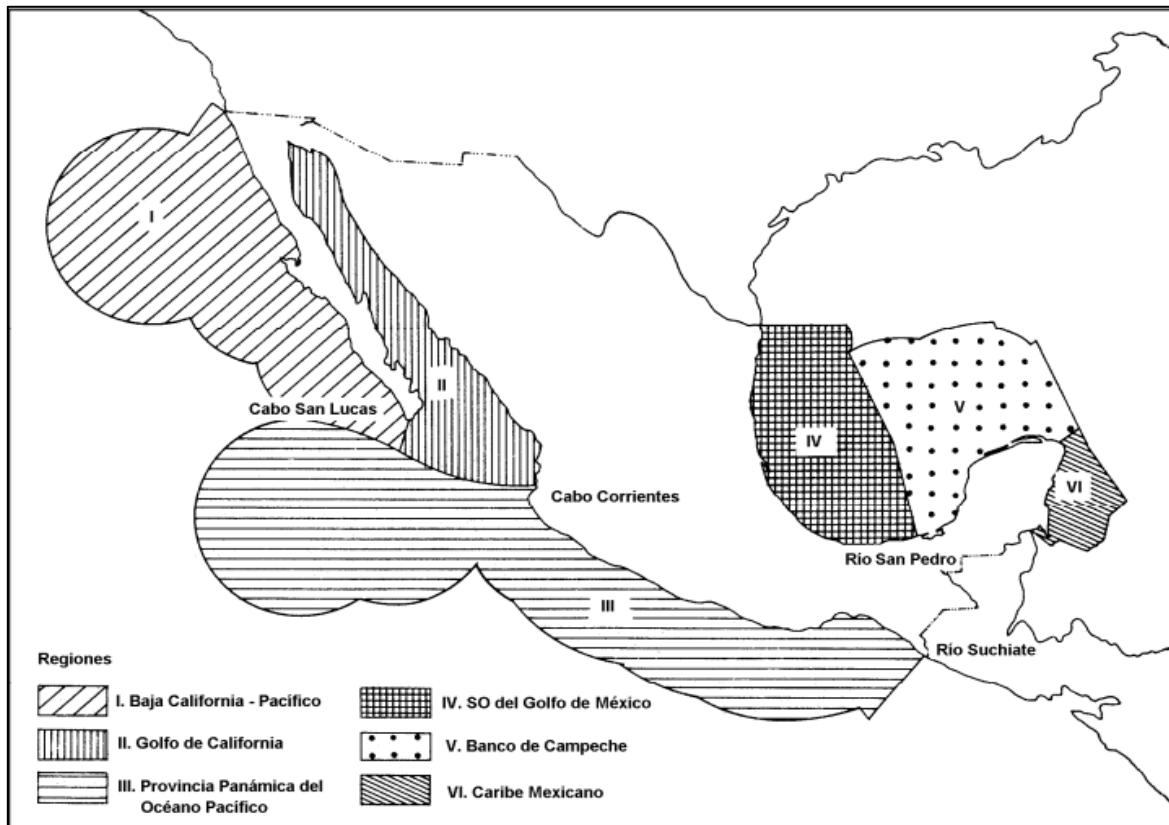 I
II
Cabo San Lucas
Cabo Corrientes
III
IV
V
VI
Río San Pedro
Río Suchiate
Regiones
I. Baja California - Pacífico
II. Golfo de California
III. Provincia Panámica del
Océano Pacífico
IV. SO del Golfo de México
V. Banco de Campeche
VI. Caribe Mexicano